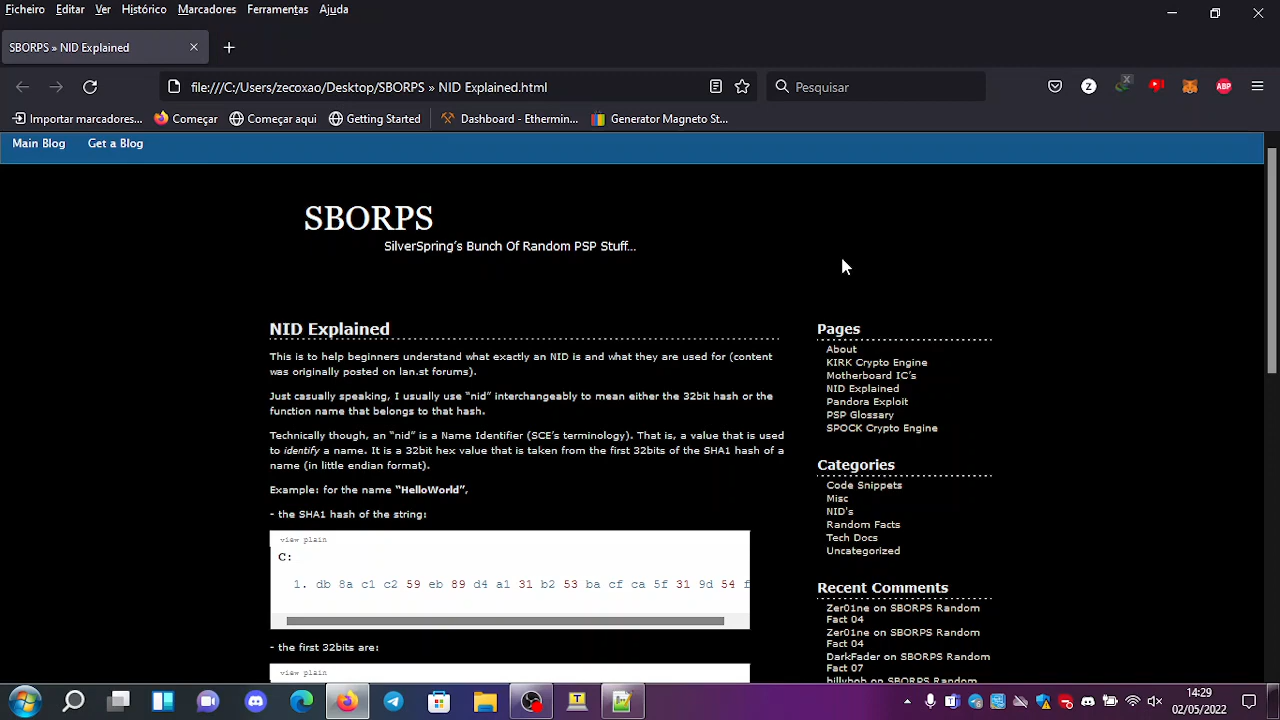 Ficheiro Editar Ver Histórico Marcadores Ferramentas Ajuda
SBORPS » NID Explained
file:///C:/Users/zecoxao/Desktop/SBORPS » NID Explained.html
Pesquisar
Z
ABP
Importar marcadores...
Começar
Começar aqui
Getting Started
Dashboard - Ethermin...
Generator Magneto St...
Main Blog Get a Blog
SBORPS
SilverSpring's Bunch Of Random PSP Stuff...
NID Explained
This is to help beginners understand what exactly an NID is and what they are used for (content
was originally posted on lan.st forums).
Just casually speaking, I usually use “nid” interchangeably to mean either the 32bit hash or the
function name that belongs to that hash.
Technically though, an “nid” is a Name Identifier (SCE’s terminology). That is, a value that is used
to identify a name. It is a 32bit hex value that is taken from the first 32bits of the SHA1 hash of a
name (in little endian format).
Example: for the name “HelloWorld”,
- the SHA1 hash of the string:
view plain
C:
1. db 8a c1 c2 59 eb 89 d4 a1 31 b2 53 ba cf ca 5f 31 9d 54 f
- the first 32bits are:
view plain
Pages
About
KIRK Crypto Engine
Motherboard IC’s
NID Explained
Pandora Exploit
PSP Glossary
SPOCK Crypto Engine
Categories
Code Snippets
Misc
NID's
Random Facts
Tech Docs
Uncategorized
Recent Comments
Zer01ne on SBORPS Random
Fact 04
Zer01ne on SBORPS Random
Fact 04
DarkFader on SBORPS Random
Fact 07
billybob on SBORPS Random
14:29
02/05/2022